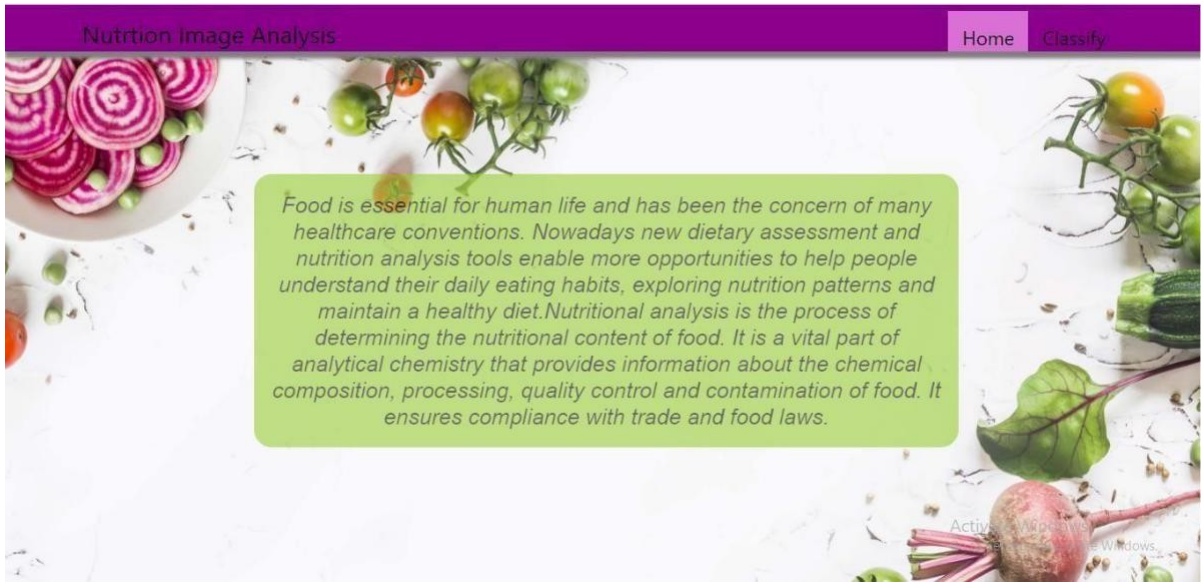 Nutrtion Image Analysis
Home Classify
Food is essential for human life and has been the concern of many
healthcare conventions. Nowadays new dietary assessment and
nutrition analysis tools enable more opportunities to help people
understand their daily eating habits, exploring nutrition patterns and
maintain a healthy diet.Nutritional analysis is the process of
determining the nutritional content of food. It is a vital part of
analytical chemistry that provides information about the chemical
composition, processing, quality control and contamination of food. It
ensures compliance with trade and food laws.
Windows